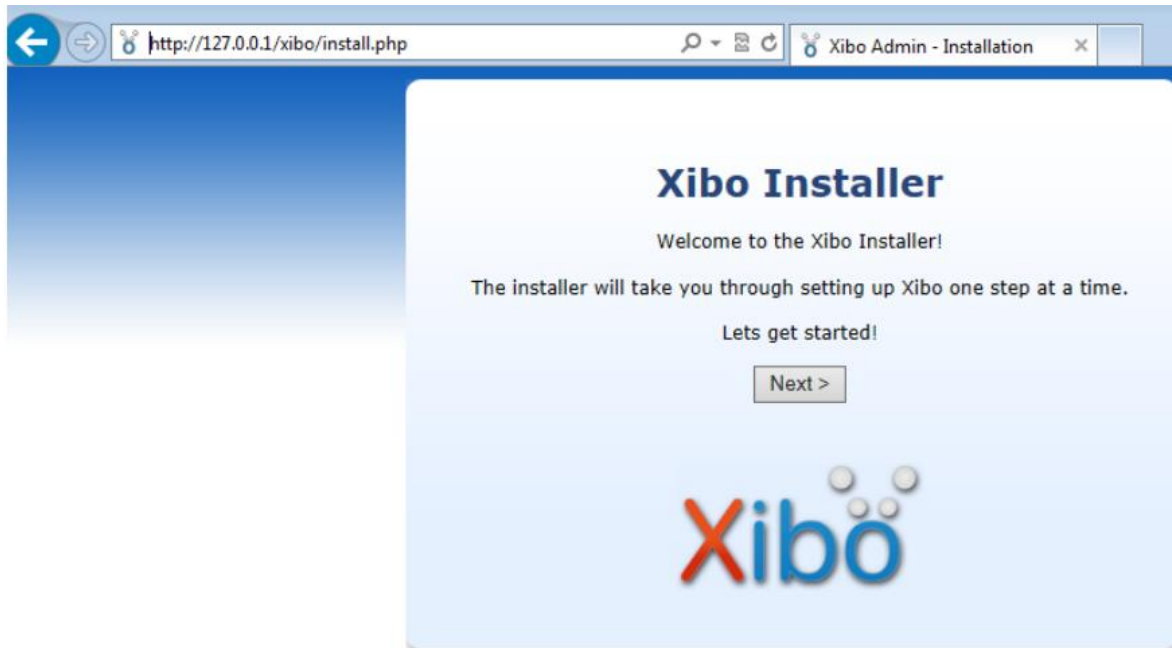 http://127.0.0.1/xibo/install.php
Xibo Admin - Installation
Xibo Installer
Welcome to the Xibo Installer!
The installer will take you through setting up Xibo one step at a time.
Lets get started!
Next >
Xibo